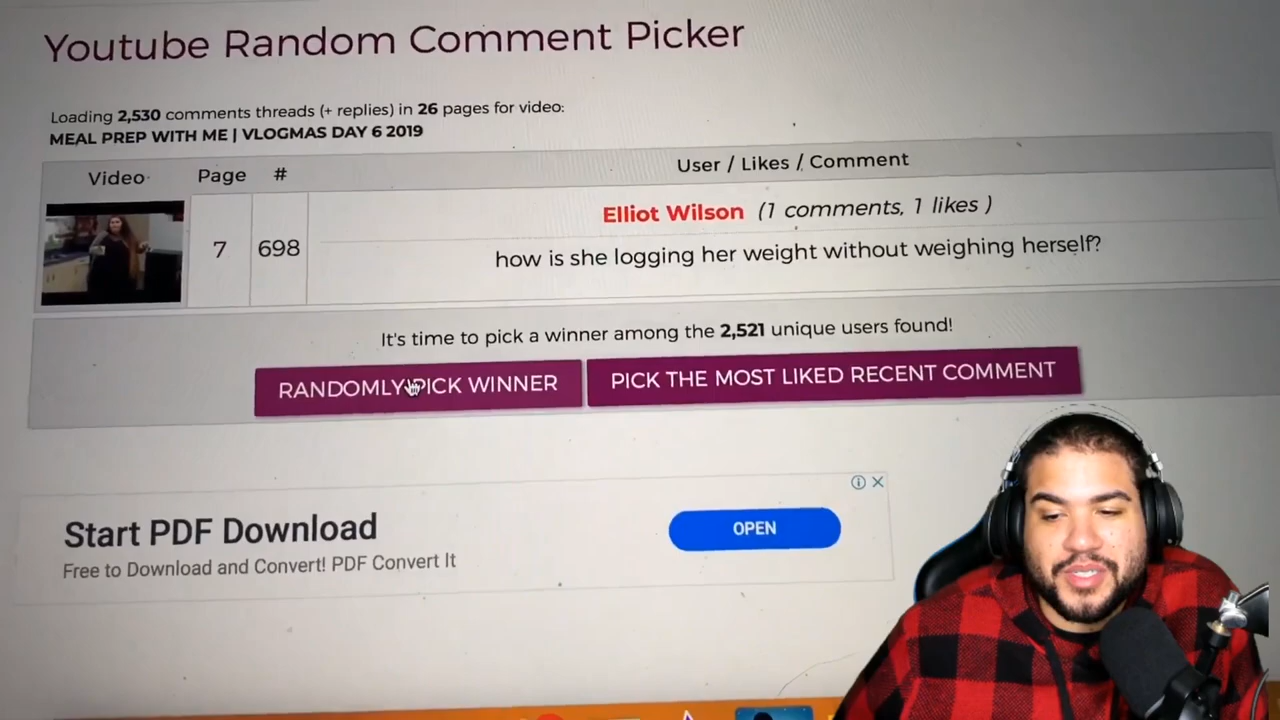 Youtube Random Comment Picker
Loading 2,530 comments threads (+ replies) in 26 pages for video:
MEAL PREP WITH ME | VLOGMAS DAY 6 2019
Video Page # User / Likes / Comment
Elliot Wilson (1 comments, 1 likes )
7 698 how is she logging her weight without weighing herself?
It's time to pick a winner among the 2,521 unique users found!
RANDOMLY PICK WINNER PICK THE MOST LIKED RECENT COMMENT
Start PDF Download
OPEN
Free to Download and Convert! PDF Convert It